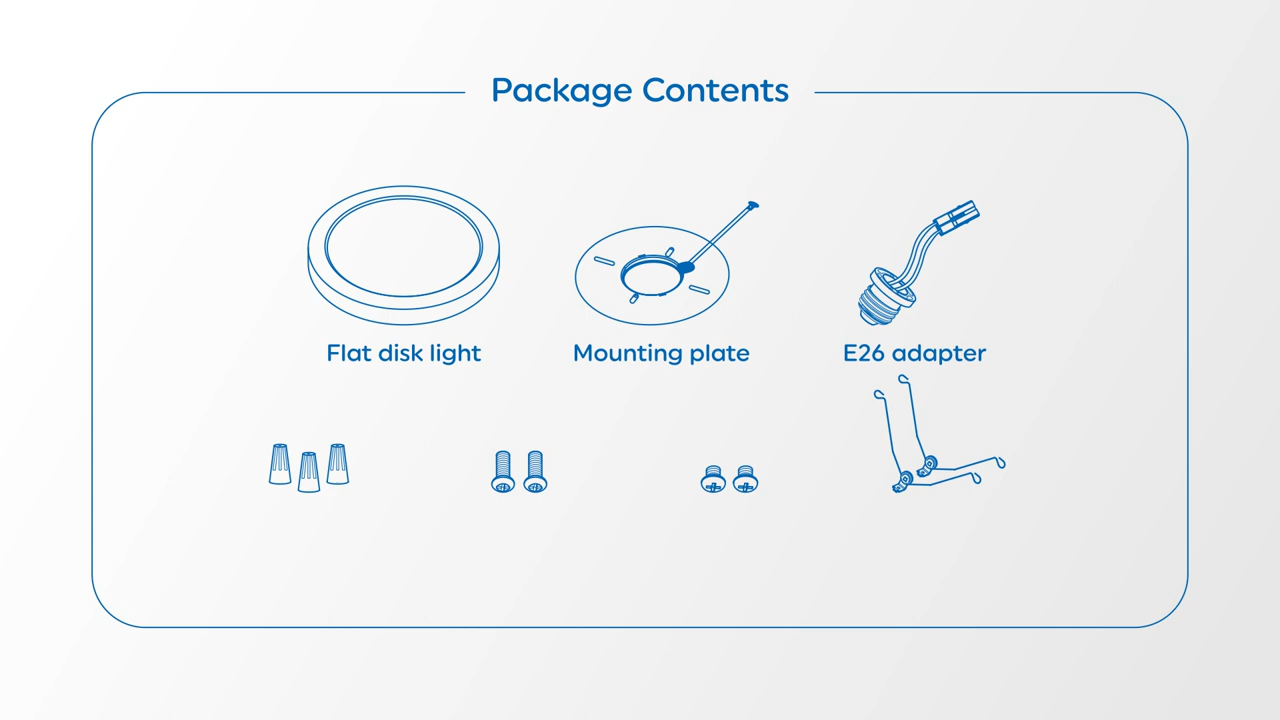 Package Contents
Flat disk light
Mounting plate
E26 adapter